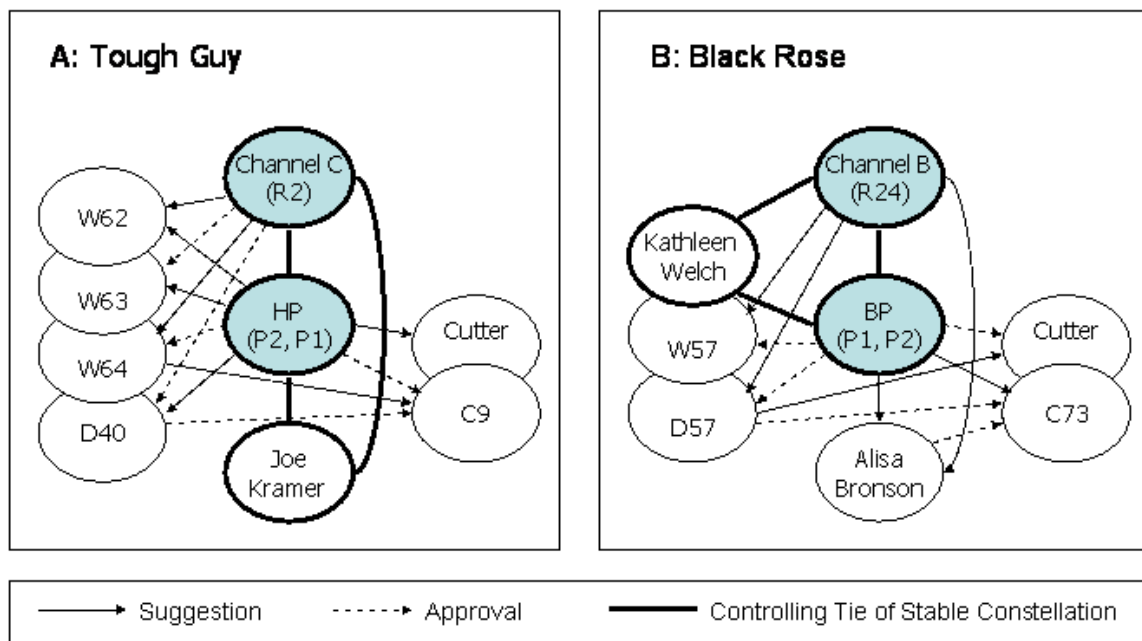 A: Tough Guy
Channel C
(R2)
W62
W63
HP
(P2, P1)
W64
Cutter
D40
C9
Joe
Kramer
B: Black Rose
Channel B
(R24)
Kathleen
Welch
BP
(P1, P2)
W57
Cutter
D57
C73
Alisa
Bronson
Suggestion
Approval
Controlling Tie of Stable Constellation